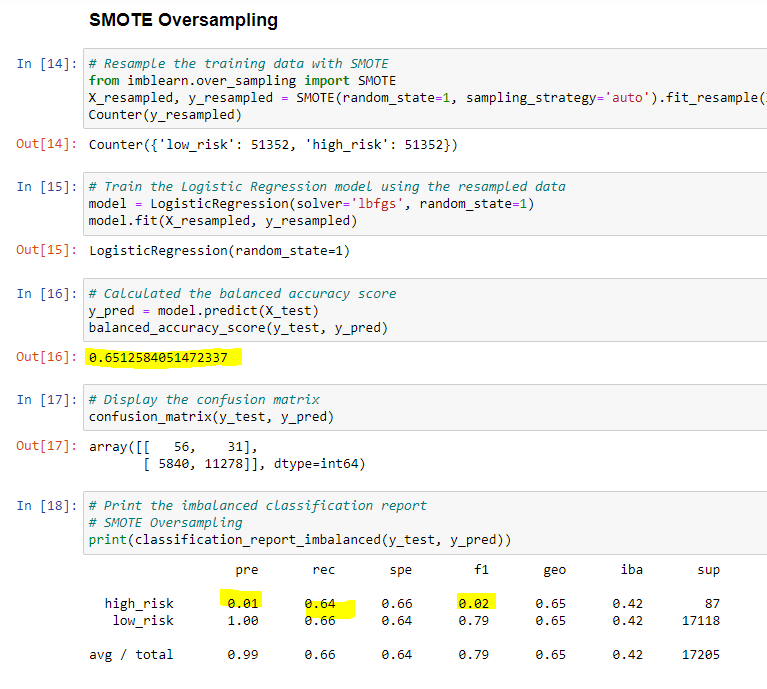 SMOTE Oversampling
In [14]: # Resample the training data with SMOTE
from imblearn.over_sampling import SMOTE
X_resampled, y_resampled = SMOTE(random_state=1, sampling_strategy='auto').fit_resample(
Counter(y_resampled)
Out[14]: Counter({'low_risk': 51352, 'high_risk': 51352})
In [15]: # Train the Logistic Regression model using the resampled data
model = LogisticRegression(solver='lbfgs', random_state=1)
model.fit(X_resampled, y_resampled)
Out[15]: LogisticRegression(random_state=1)
In [16]: # Calculated the balanced accuracy score
y_pred = model.predict(X_test)
balanced_accuracy_score(y_test, y_pred)
Out[16]: 0.6512584051472337
In [17]: # Display the confusion matrix
confusion_matrix(y_test, y_pred)
Out[17]: array([[   56,    31],
[ 5840, 11278]], dtype=int64)
In [18]: # Print the imbalanced classification report
# SMOTE Oversampling
print(classification_report_imbalanced(y_test, y_pred))
pre rec spe f1 geo iba sup
high_risk 0.01 0.64 0.66 0.02 0.65 0.42 87
low_risk 1.00 0.66 0.64 0.79 0.65 0.42 17118
avg / total 0.99 0.66 0.64 0.79 0.65 0.42 17205